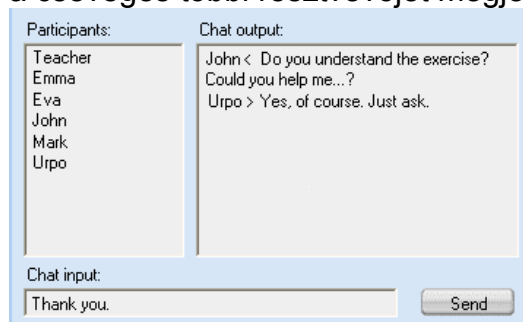 Participants:
Teacher
Emma
Eva
John
Mark
Urpo
Chat output:
John < Do you understand the exercise?
Could you help me...?
Urpo > Yes, of course. Just ask.
Chat input:
Thank you.
Send